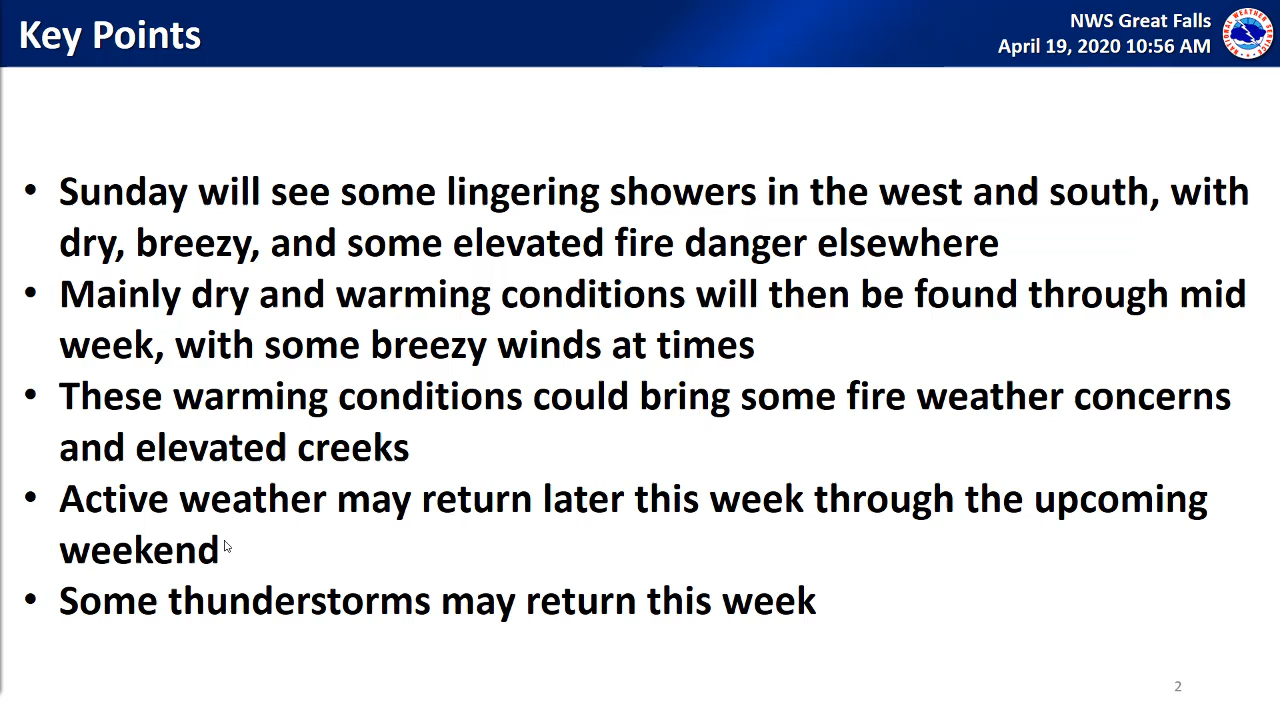 Key Points
NWS Great Falls
April 19, 2020 10:56 AM
NATIONAL WEATHER SERVICE
• Sunday will see some lingering showers in the west and south, with
dry, breezy, and some elevated fire danger elsewhere
• Mainly dry and warming conditions will then be found through mid
week, with some breezy winds at times
• These warming conditions could bring some fire weather concerns
and elevated creeks
• Active weather may return later this week through the upcoming
weekend
• Some thunderstorms may return this week
2